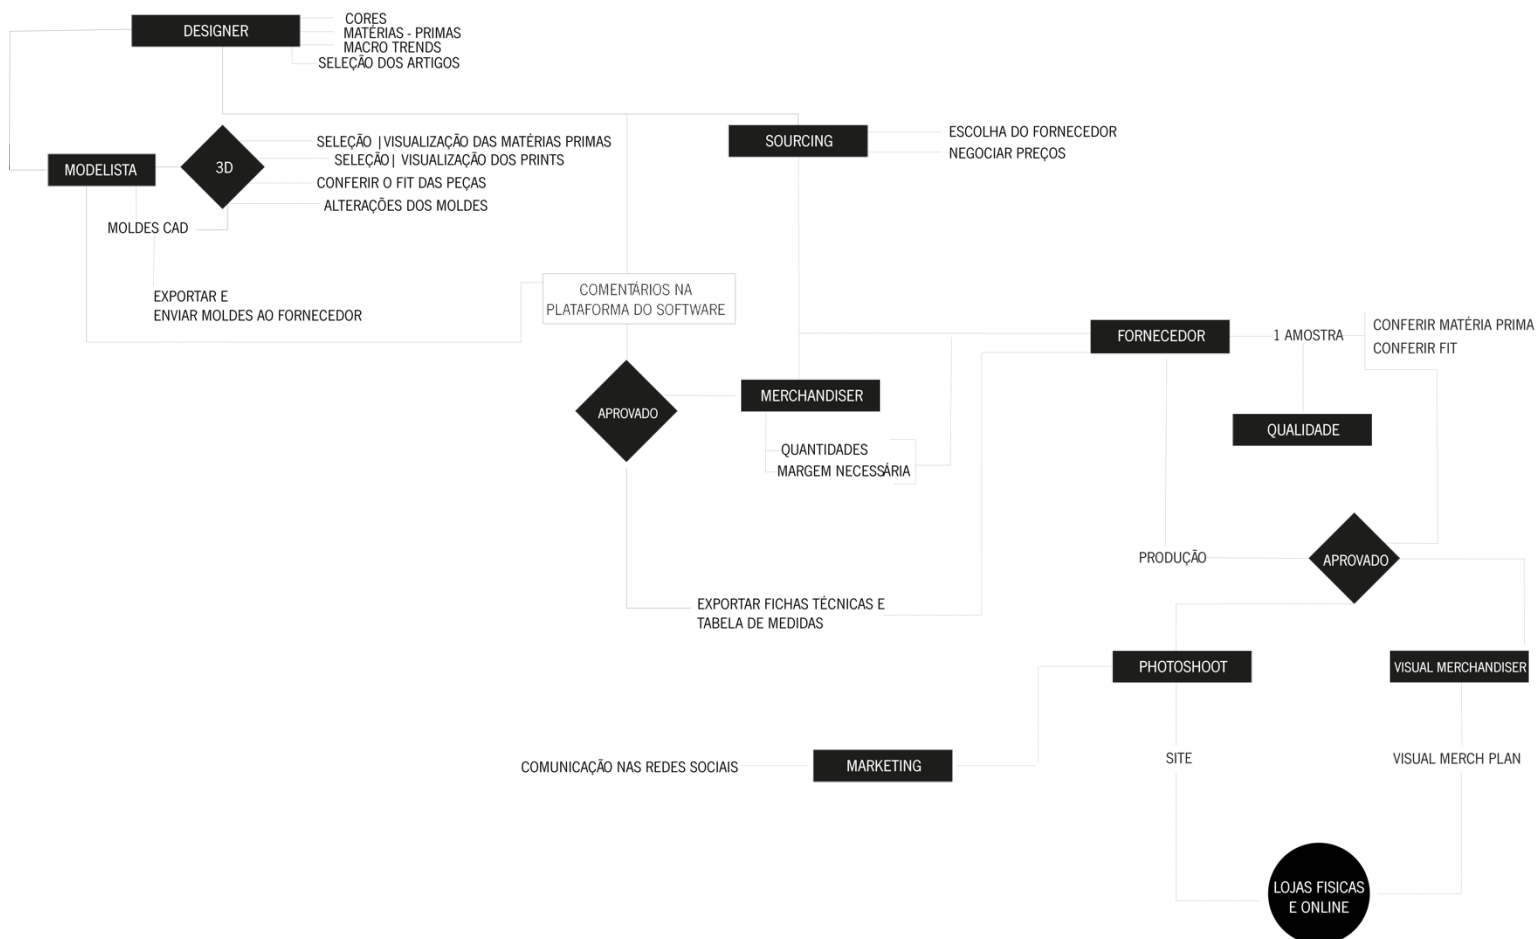 DESIGNER
CORES
MATÉRIAS - PRIMAS
MACRO TRENDS
SELEÇÃO DOS ARTIGOS
MODELISTA
3D
SELEÇÃO |VISUALIZAÇÃO DAS MATÉRIAS PRIMAS
SELEÇÃO| VISUALIZAÇÃO DOS PRINTS
CONFERIR O FIT DAS PEÇAS
ALTERAÇÕES DOS MOLDES
MOLDES CAD
EXPORTAR E
ENVIAR MOLDES AO FORNECEDOR
SOURCING
ESCOLHA DO FORNECEDOR
NEGOCIAR PREÇOS
COMENTÁRIOS NA
PLATAFORMA DO SOFTWARE
APROVADO
MERCHANDISER
QUANTIDADES
MARGEM NECESSÁRIA
FORNECEDOR
1 AMOSTRA
CONFERIR MATÉRIA PRIMA
CONFERIR FIT
QUALIDADE
PRODUÇÃO
APROVADO
EXPORTAR FICHAS TÉCNICAS E
TABELA DE MEDIDAS
PHOTOSHOOT
VISUAL MERCHANDISER
COMUNICAÇÃO NAS REDES SOCIAIS
MARKETING
SITE
VISUAL MERCH PLAN
LOJAS FISICAS
E ONLINE